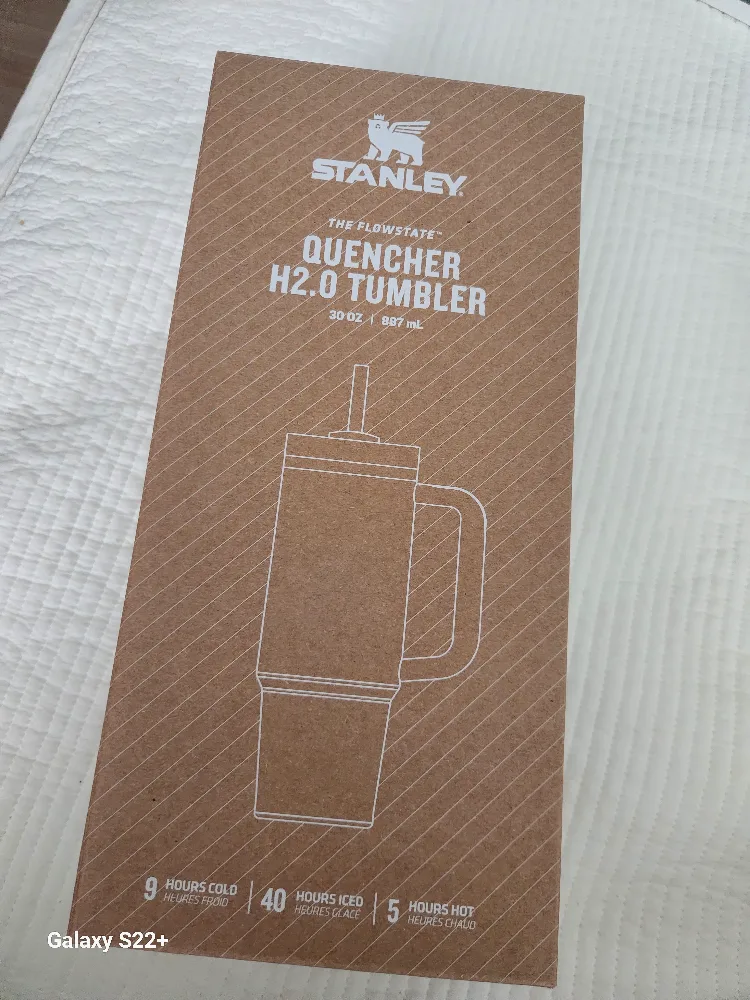 STANLEY.
THE FLOWSTATE™
QUENCHER
H2.0 TUMBLER
30 OZ | 887 mL
9 HOURS COLD
HEURES FROID
40 HOURS ICED
HEURES GLACÉ
5 HOURS HOT
HEURES CHAUD
Galaxy S22+